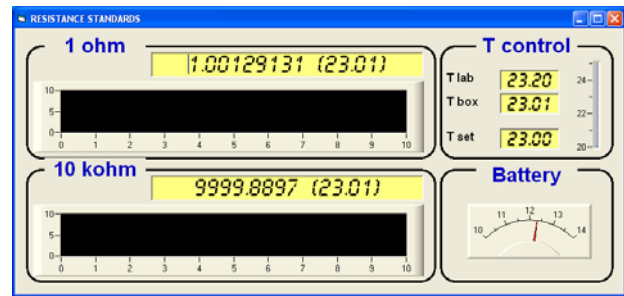 RESISTANCE STANDARDS
1 ohm
1.00129131 (23.01)
10
5
0
0 1 2 3 4 5 6 7 8 9 10
10 kohm
9999.8897 (23.01)
10
5
0
0 1 2 3 4 5 6 7 8 9 10
T control
T lab 23.20
T box 23.01
T set 23.00
24
22
20
Battery
10 11 12 13 14